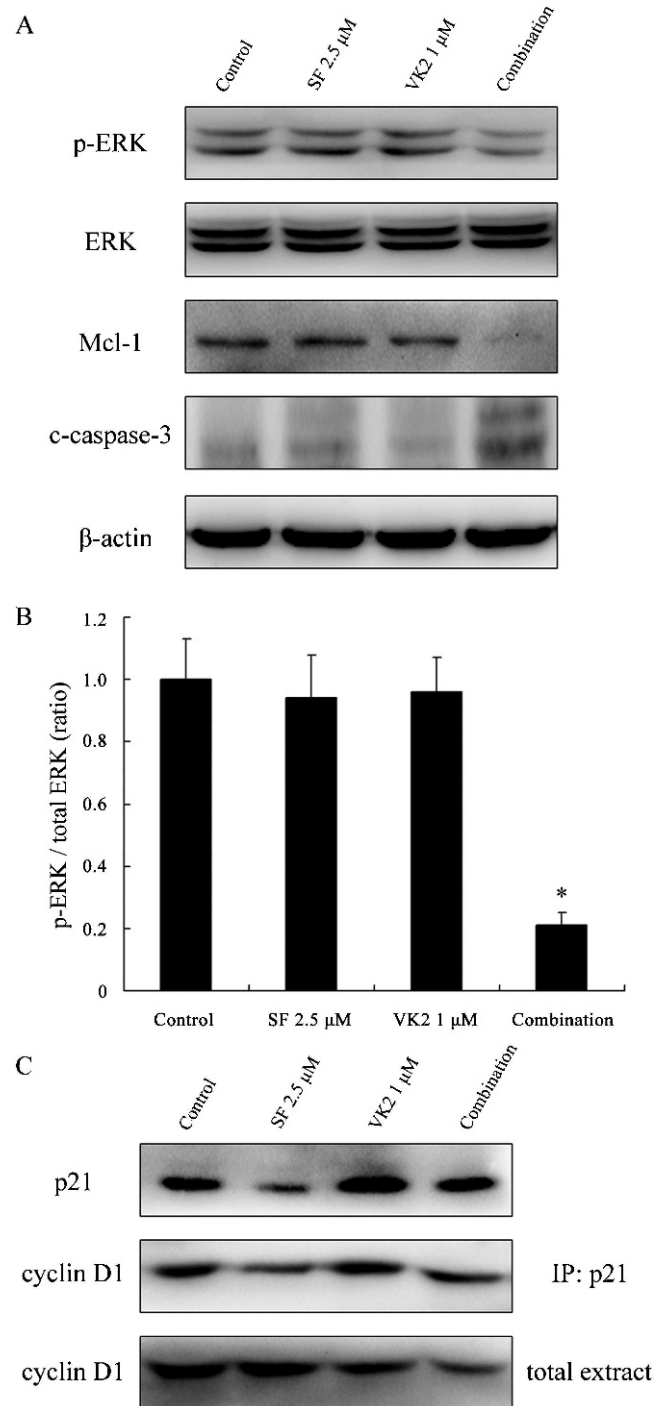 A
Control SF 2.5 μM VK2 1 μM Combination
p-ERK
ERK
Mcl-1
c-caspase-3
β-actin
B
p-ERK / total ERK (ratio)
1.2
1.0
0.8
0.6
0.4
0.2
0
*
Control SF 2.5 μM VK2 1 μM Combination
C
Control SF 2.5 μM VK2 1 μM Combination
p21
cyclin D1 IP: p21
cyclin D1 total extract